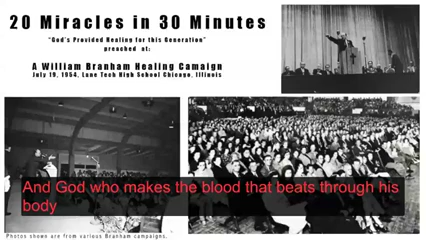 20 Miracles in 30 Minutes
"God's Provided Healing for this Generation"
preached at:
A William Branham Healing Camaign
July 19, 1954, Lane Tech High School Chicago, Illinois
And God who makes the blood that beats through his
body
Photos shown are from various Branham campaigns.